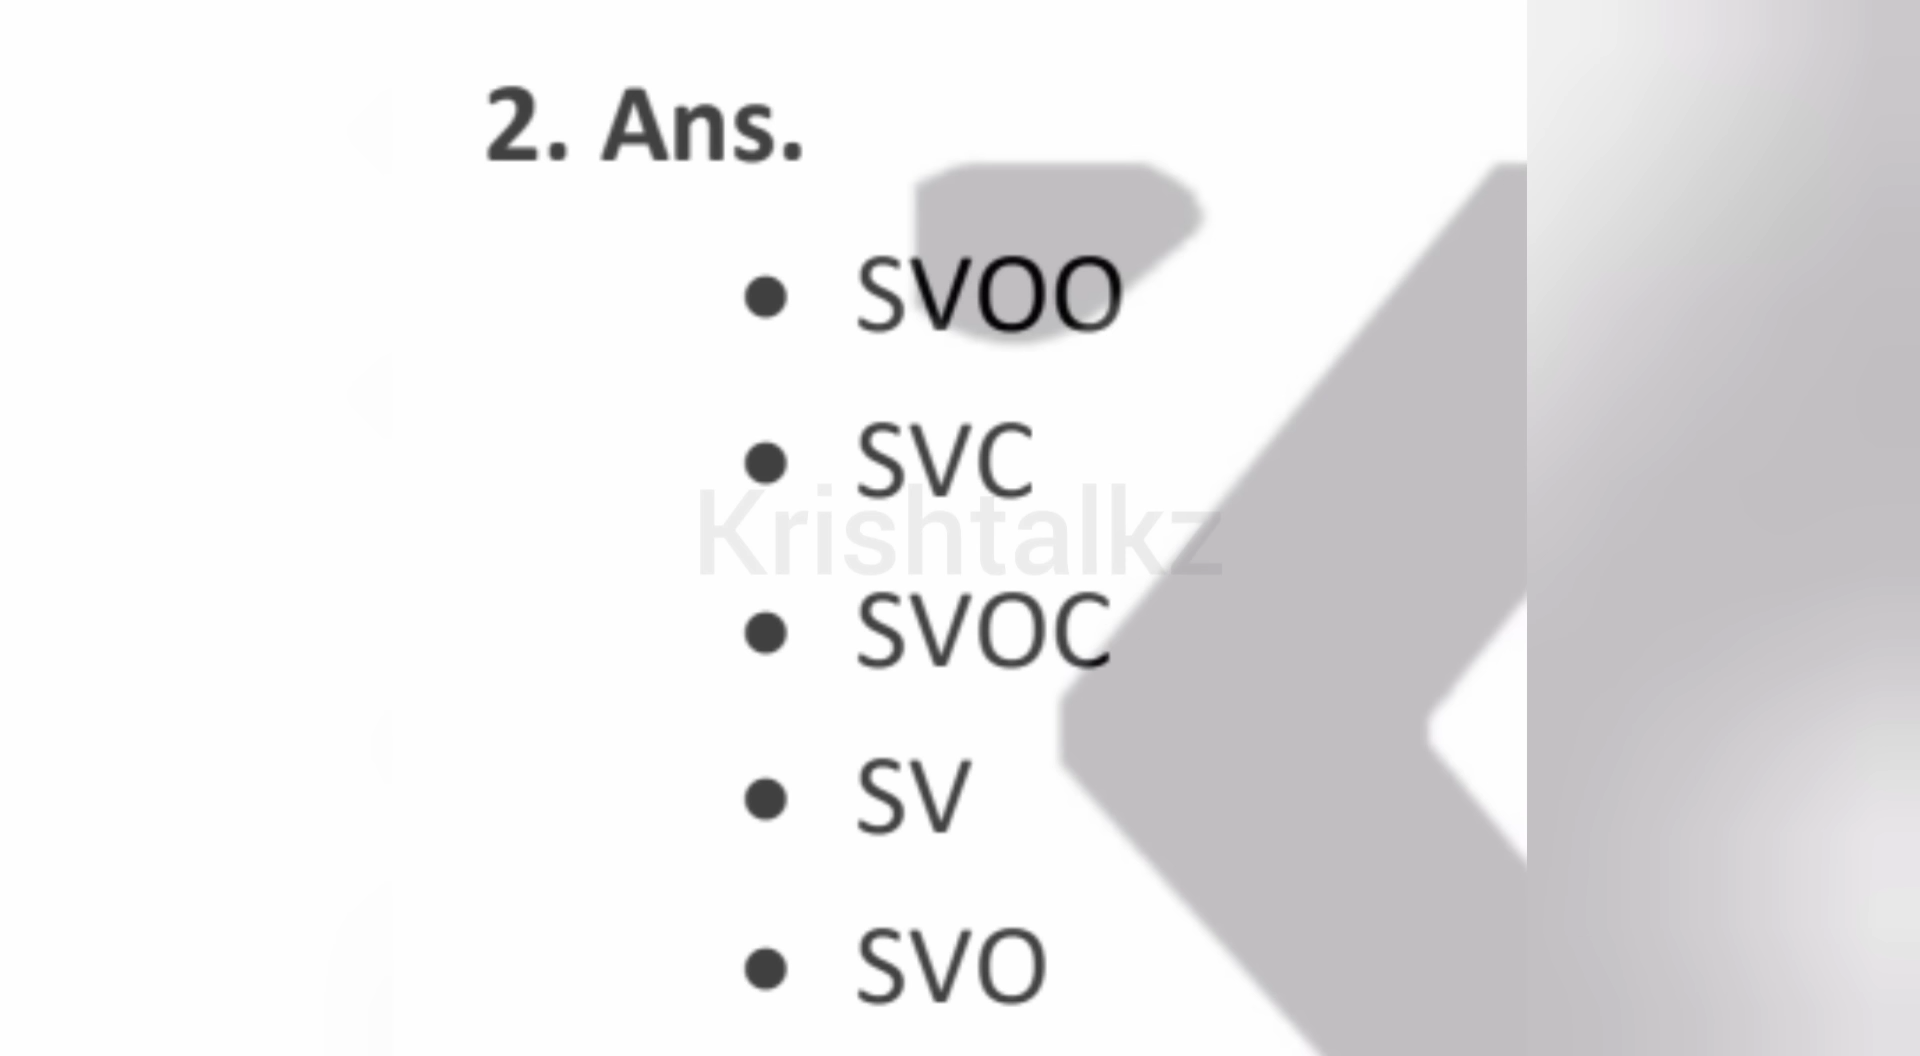 2. Ans.
• SVOO
• SVC
Krishtalkz
• SVOC
• SV
• SVO